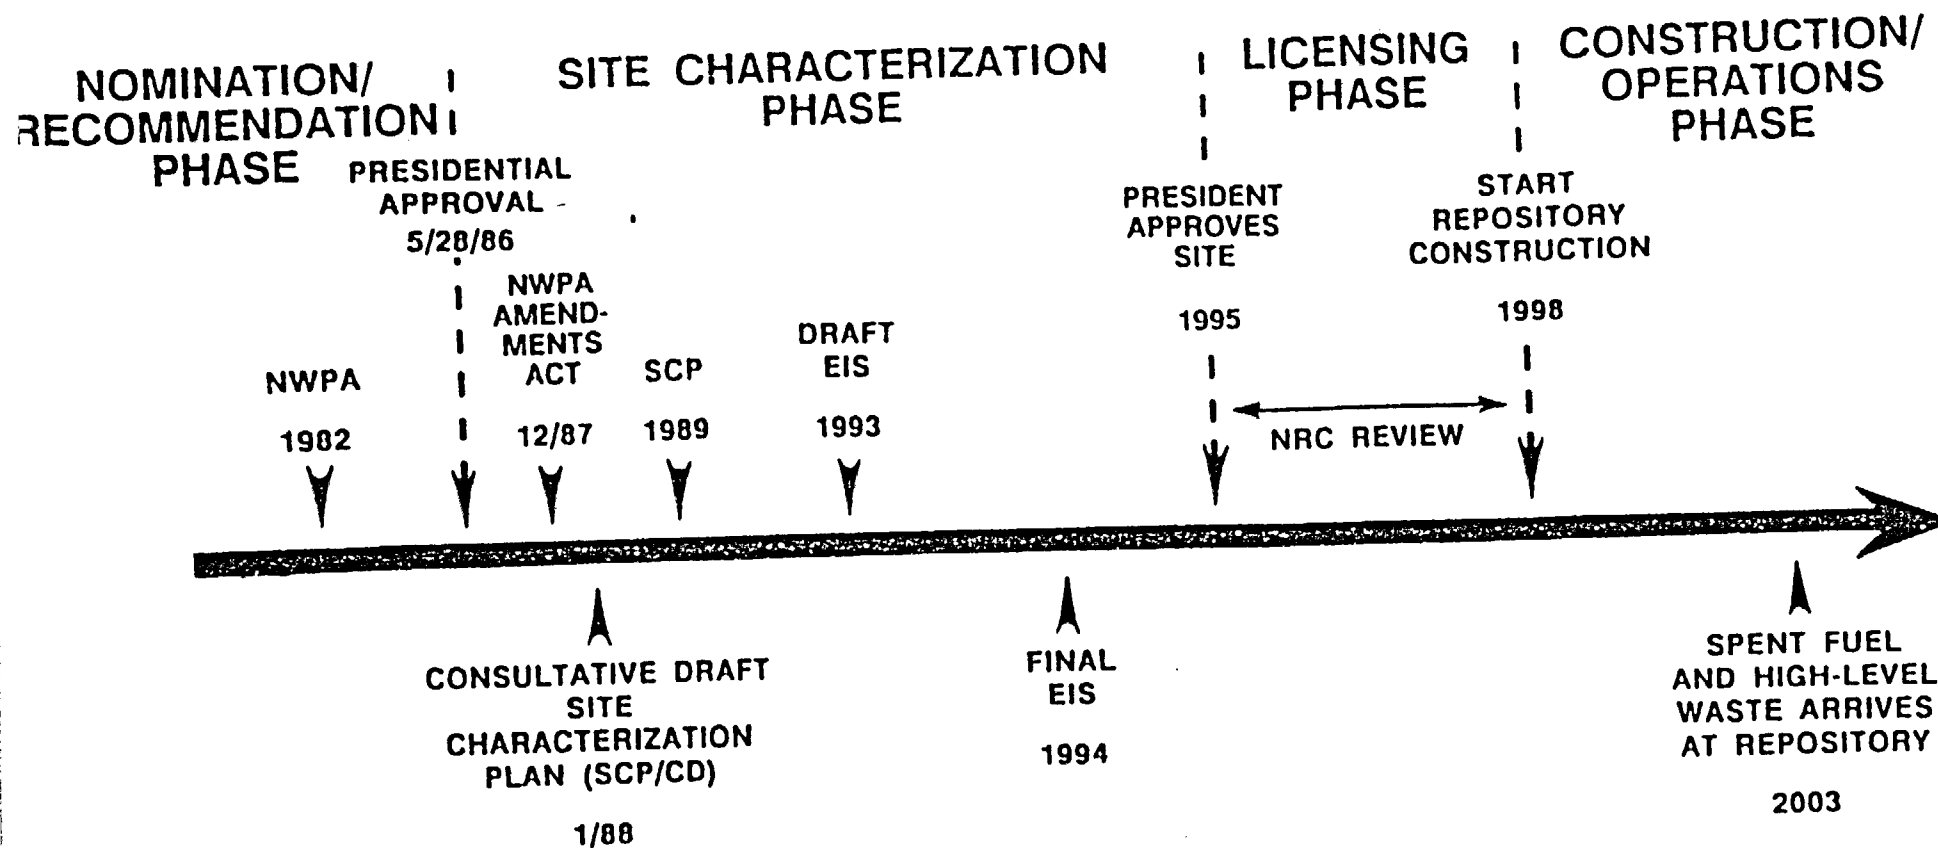 NOMINATION/
RECOMMENDATION
PHASE
SITE CHARACTERIZATION
PHASE
LICENSING
PHASE
CONSTRUCTION/
OPERATIONS
PHASE
PRESIDENTIAL
APPROVAL
5/28/86
PRESIDENT
APPROVES
SITE
1995
START
REPOSITORY
CONSTRUCTION
1998
NWPA
1982
NWPA
AMEND-
MENTS
ACT
12/87
SCP
1989
DRAFT
EIS
1993
NRC REVIEW
CONSULTATIVE DRAFT
SITE
CHARACTERIZATION
PLAN (SCP/CD)
1/88
FINAL
EIS
1994
SPENT FUEL
AND HIGH-LEVEL
WASTE ARRIVES
AT REPOSITORY
2003